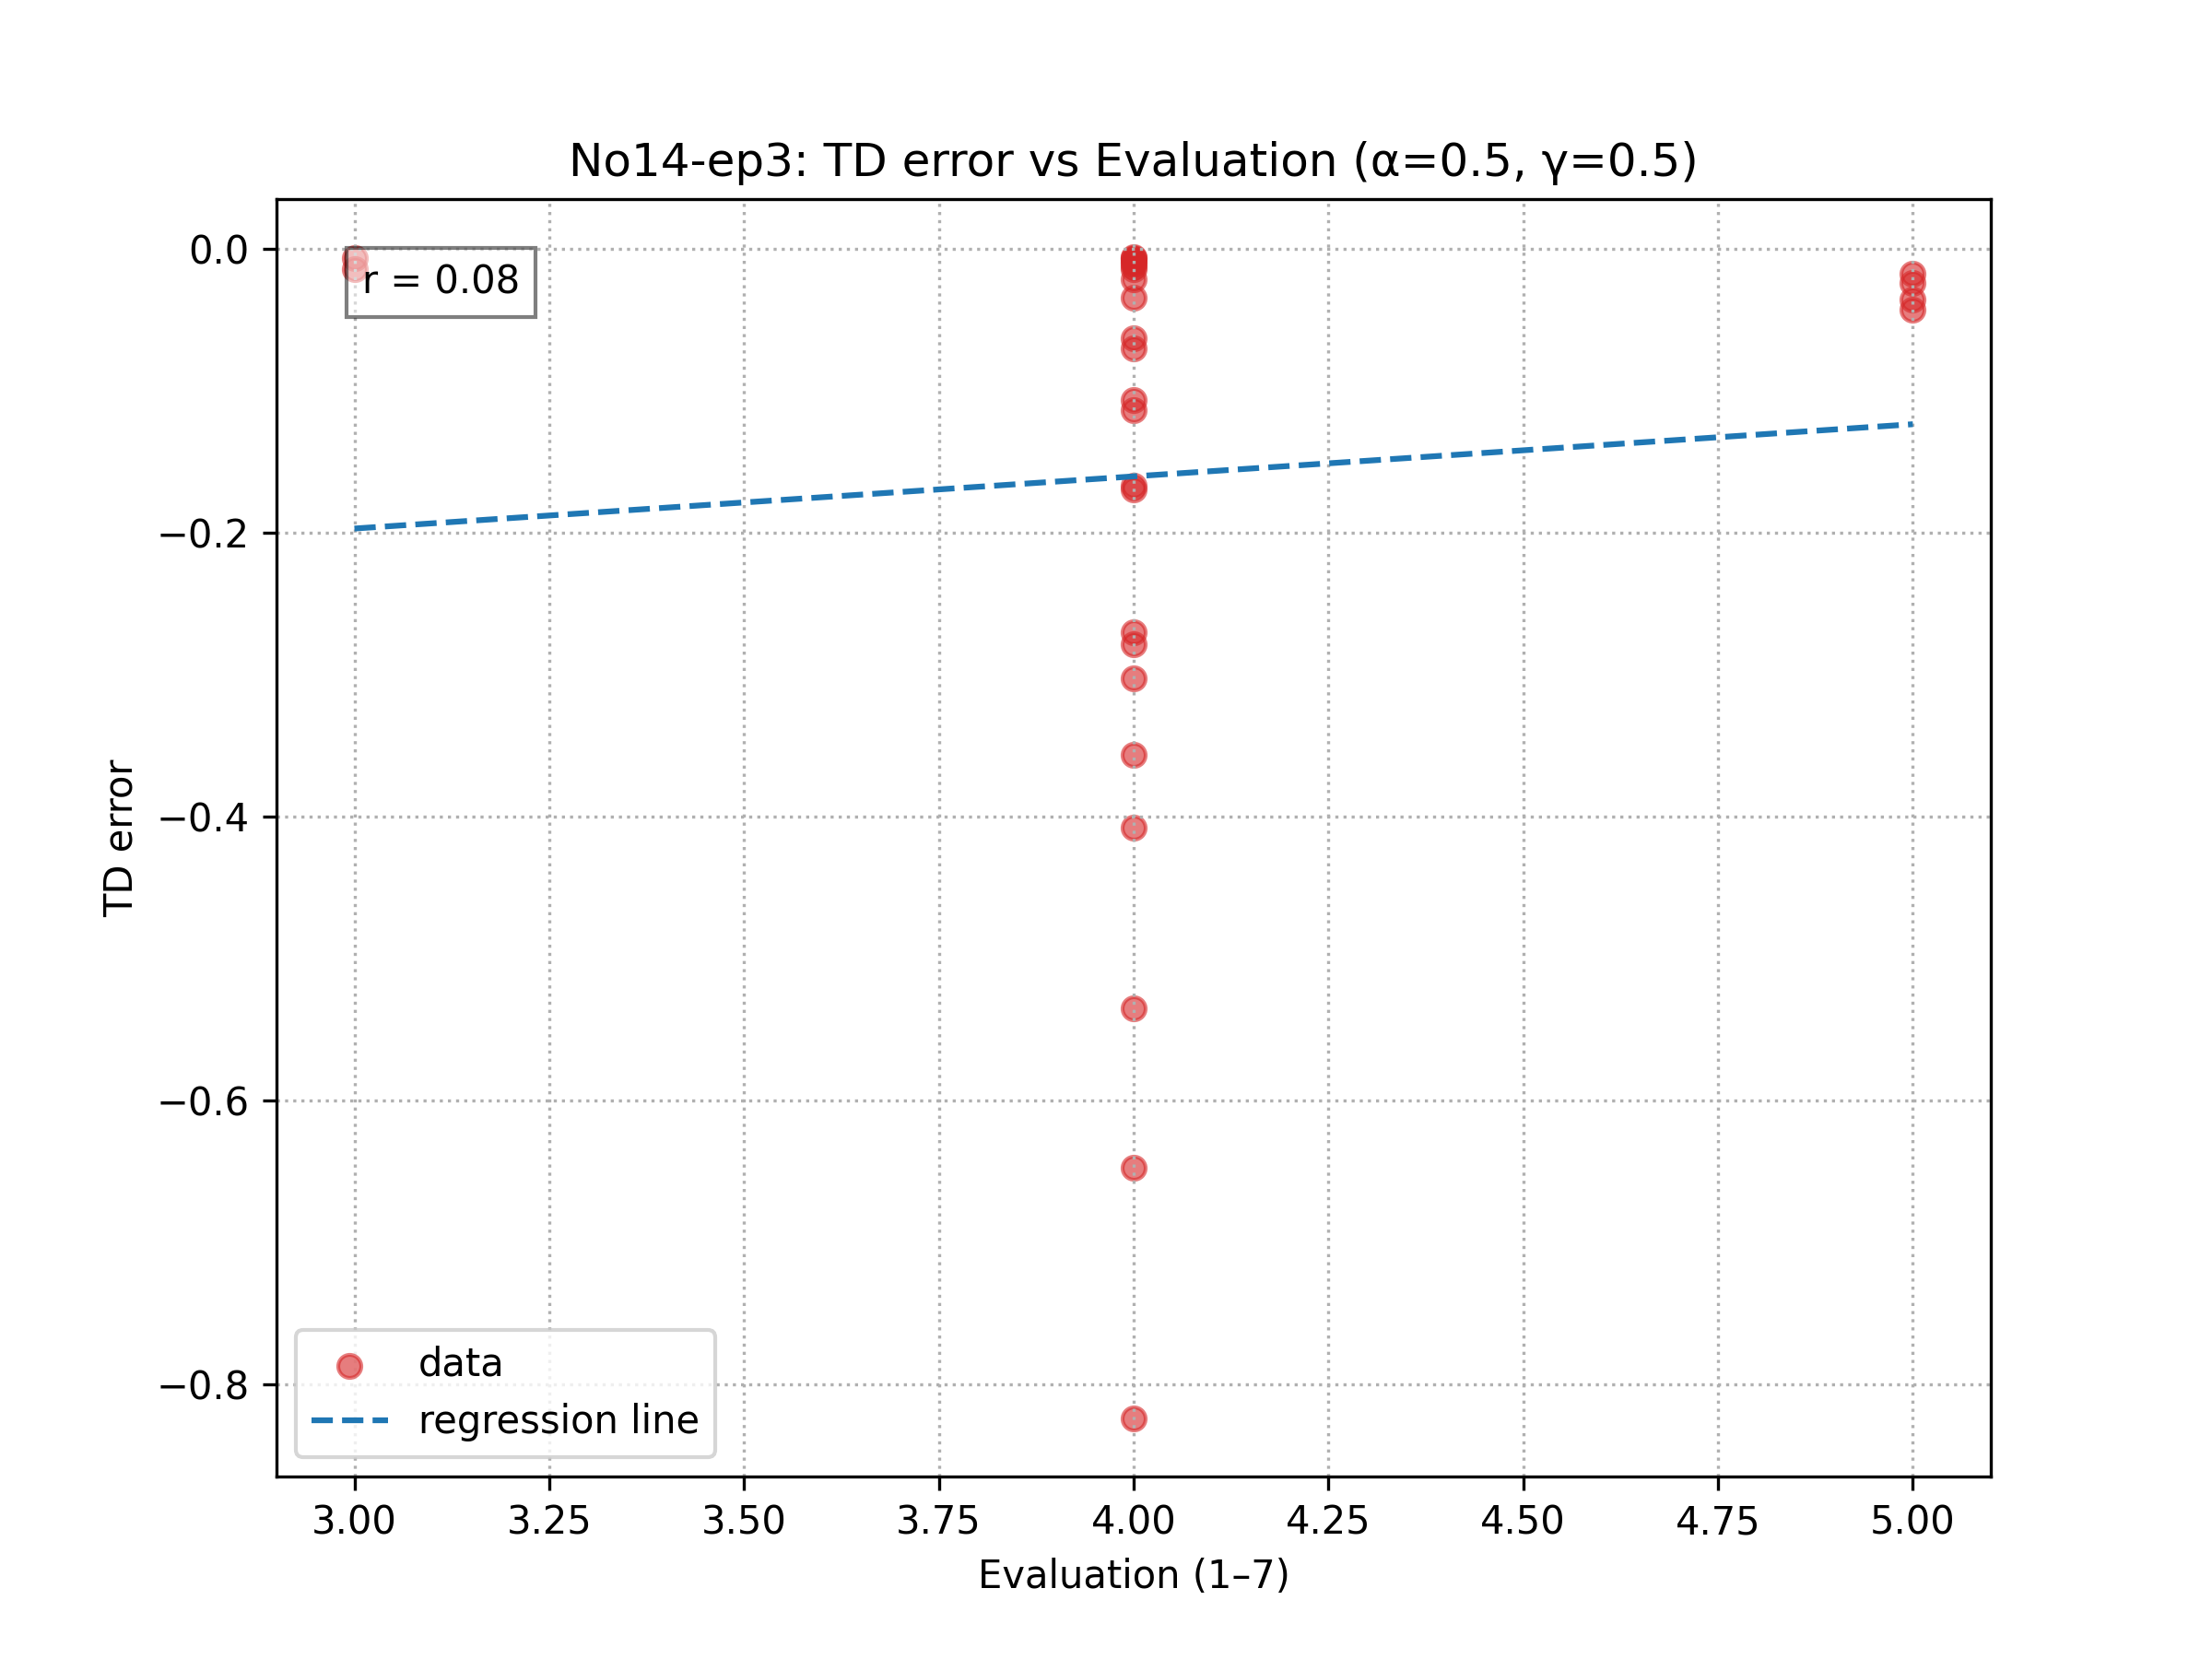 No14-ep3: TD error vs Evaluation (α=0.5, γ=0.5)
r = 0.08
0.0
−0.2
−0.4
−0.6
−0.8
TD error
data
regression line
3.00 3.25 3.50 3.75 4.00 4.25 4.50 4.75 5.00
Evaluation (1–7)